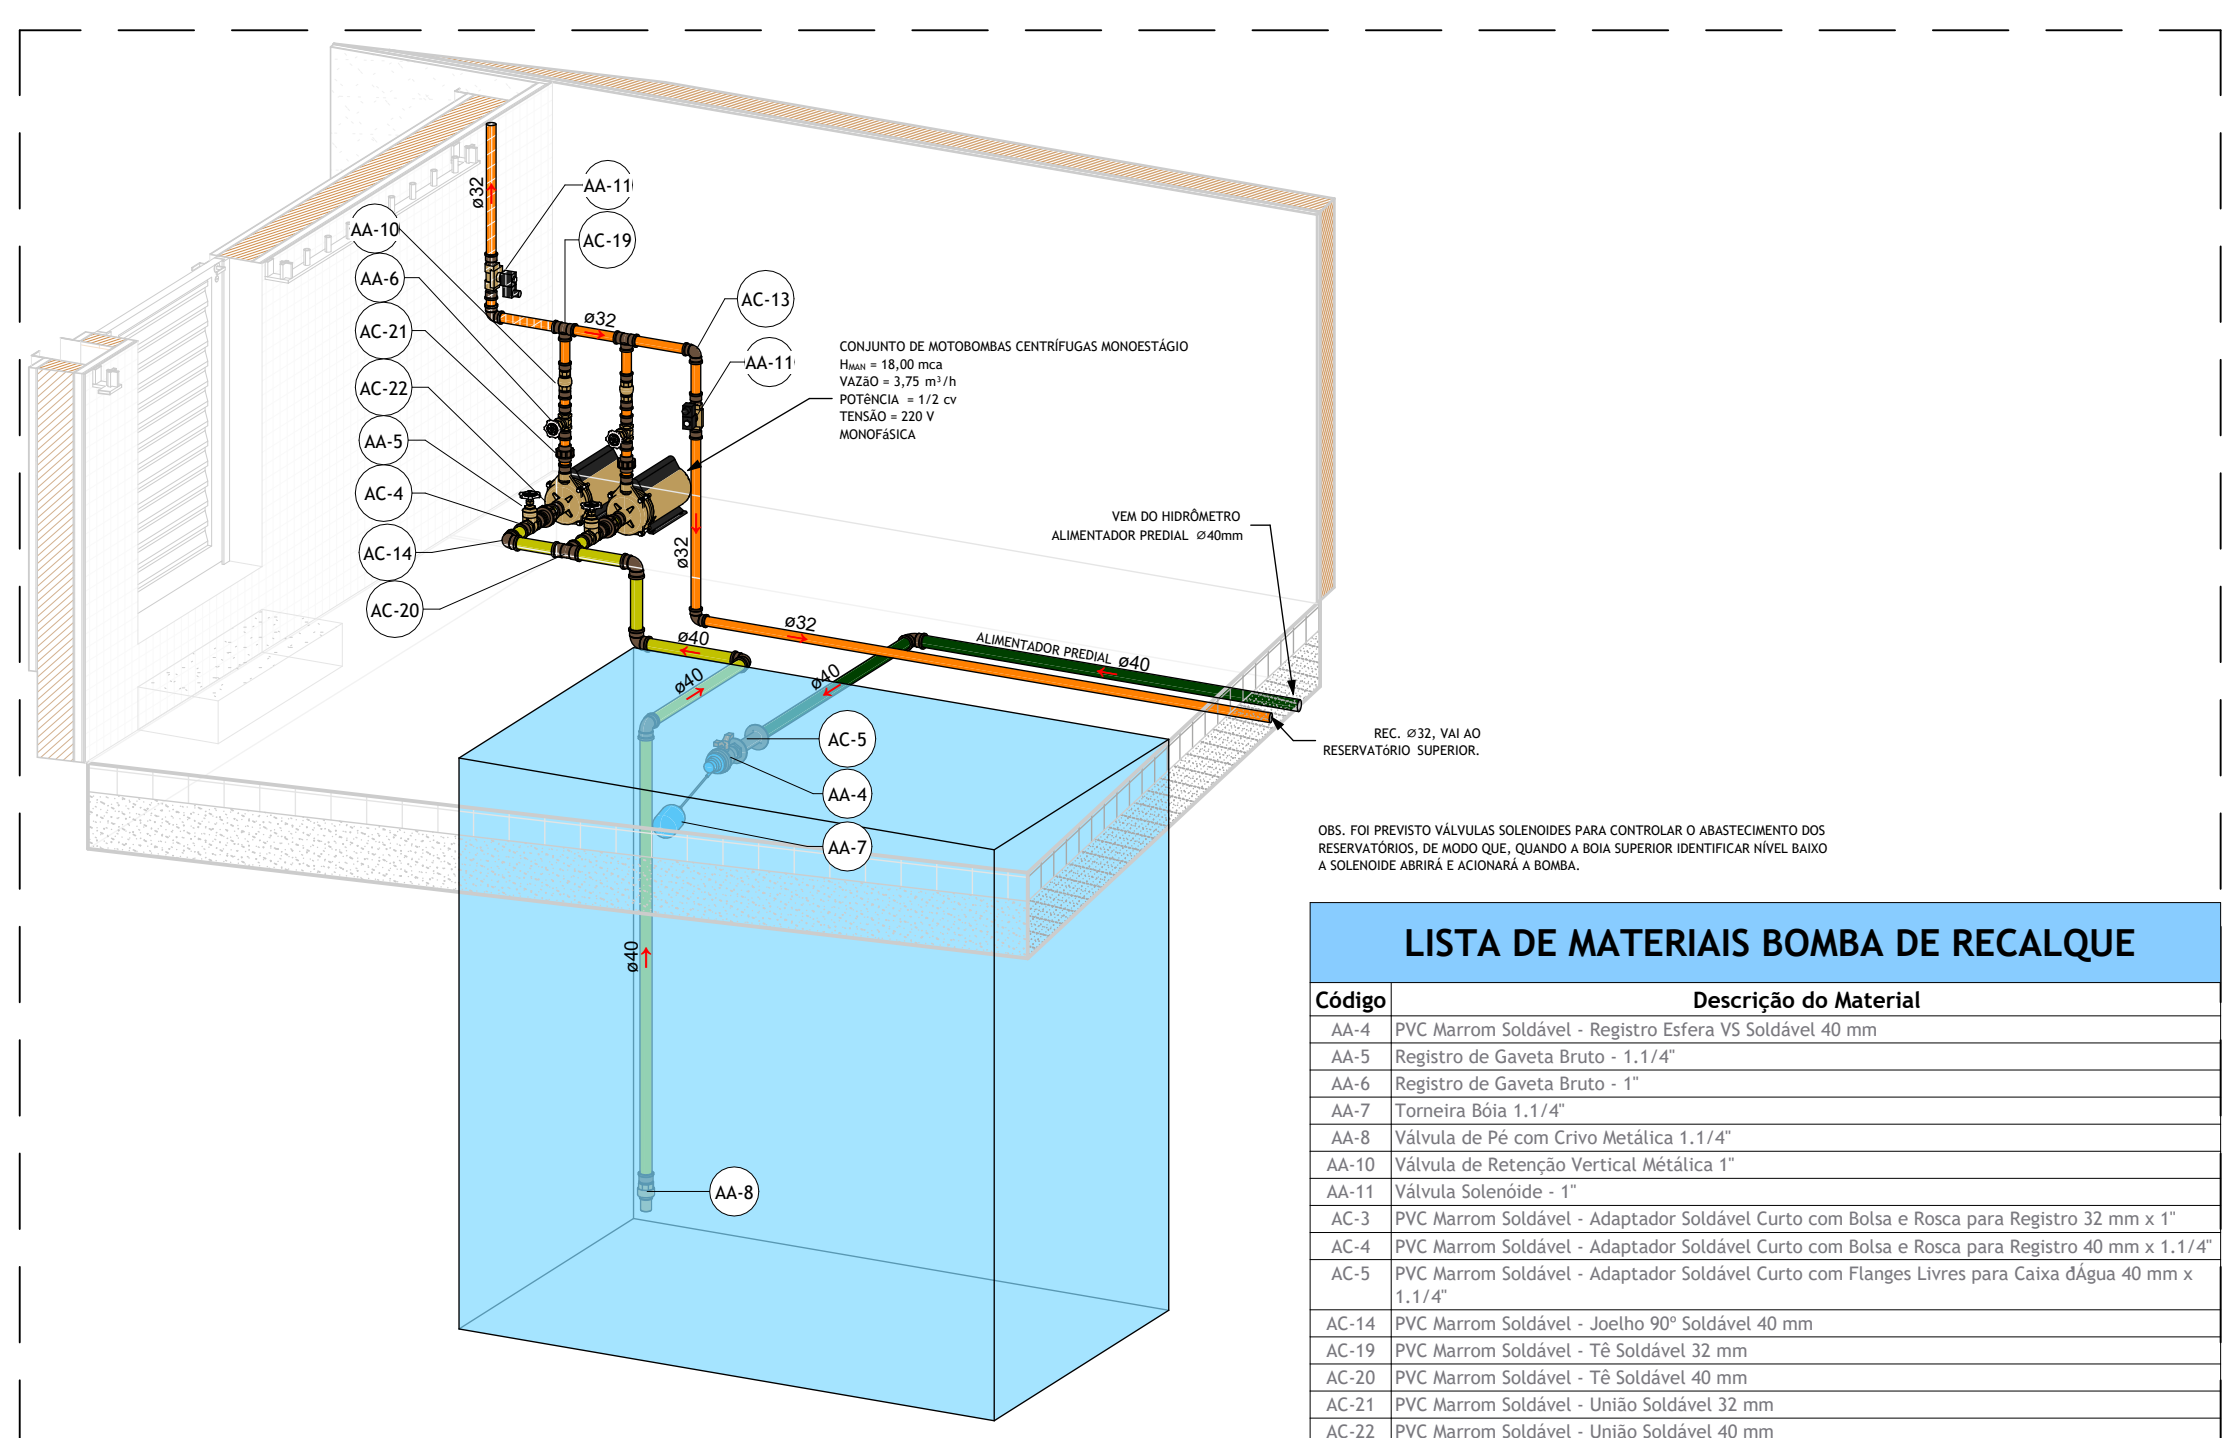 ø32
AA-11
AA-10
AC-19
AA-6
AC-13
AC-21
ø32
AA-11
AC-22
AA-5
AC-4
AC-14
AC-20
CONJUNTO DE MOTOBOMBAS CENTRÍFUGAS MONOESTÁGIO
HMAN = 18,00 mca
VAZãO = 3,75 m³/h
POTêNCIA = 1/2 cv
TENSÃO = 220 V
MONOFáSICA
VEM DO HIDRÔMETRO
ALIMENTADOR PREDIAL Ø40mm
ø32
ø32
ø40
ø40
ø40
ALIMENTADOR PREDIAL ø40
REC. Ø32, VAI AO
RESERVATóRIO SUPERIOR.
AC-5
AA-4
AA-7
ø40
AA-8
OBS. FOI PREVISTO VÁLVULAS SOLENOIDES PARA CONTROLAR O ABASTECIMENTO DOS
RESERVATÓRIOS, DE MODO QUE, QUANDO A BOIA SUPERIOR IDENTIFICAR NÍVEL BAIXO
A SOLENOIDE ABRIRÁ E ACIONARÁ A BOMBA.
LISTA DE MATERIAIS BOMBA DE RECALQUE
Código Descrição do Material
AA-4 PVC Marrom Soldável - Registro Esfera VS Soldável 40 mm
AA-5 Registro de Gaveta Bruto - 1.1/4"
AA-6 Registro de Gaveta Bruto - 1"
AA-7 Torneira Bóia 1.1/4"
AA-8 Válvula de Pé com Crivo Metálica 1.1/4"
AA-10 Válvula de Retenção Vertical Métálica 1"
AA-11 Válvula Solenóide - 1"
AC-3 PVC Marrom Soldável - Adaptador Soldável Curto com Bolsa e Rosca para Registro 32 mm x 1"
AC-4 PVC Marrom Soldável - Adaptador Soldável Curto com Bolsa e Rosca para Registro 40 mm x 1.1/4"
AC-5 PVC Marrom Soldável - Adaptador Soldável Curto com Flanges Livres para Caixa d´Água 40 mm x
1.1/4"
AC-14 PVC Marrom Soldável - Joelho 90º Soldável 40 mm
AC-19 PVC Marrom Soldável - Tê Soldável 32 mm
AC-20 PVC Marrom Soldável - Tê Soldável 40 mm
AC-21 PVC Marrom Soldável - União Soldável 32 mm
AC-22 PVC Marrom Soldável - União Soldável 40 mm